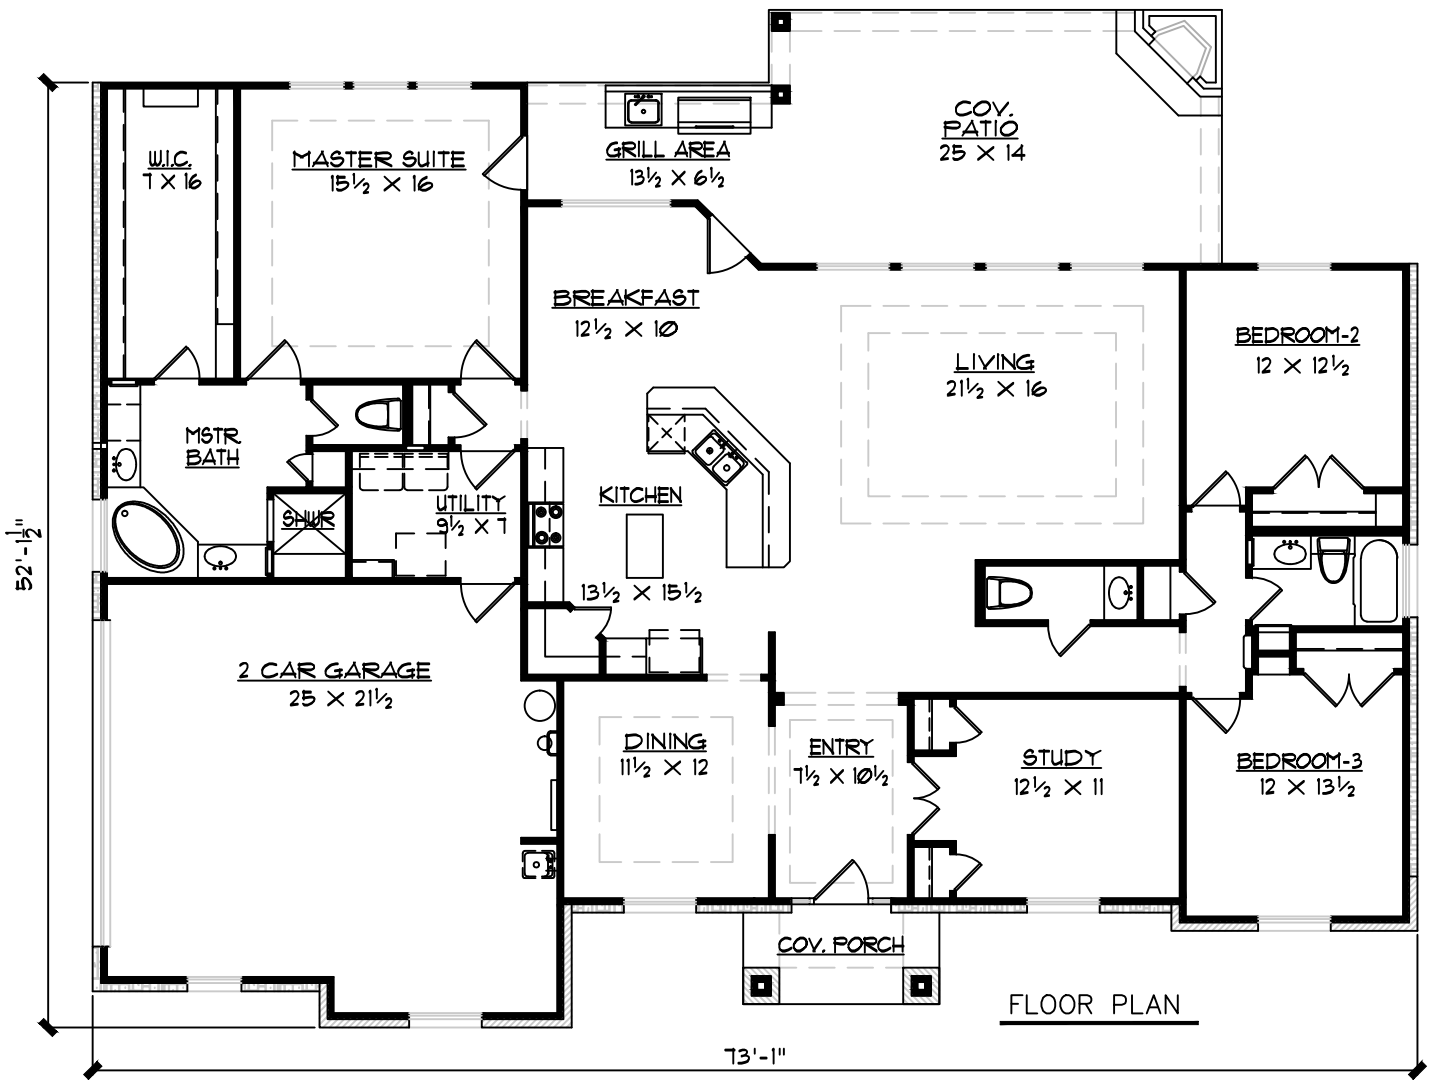 COV.
PATIO
25 X 14
GRILL AREA
13½ X 6½
W.I.C.
7 X 16
MASTER SUITE
15½ X 16
BREAKFAST
12½ X 10
LIVING
21½ X 16
BEDROOM-2
12 X 12½
MSTR
BATH
SHWR
UTILITY
9½ X 7
KITCHEN
13½ X 15½
52'-1½"
2 CAR GARAGE
25 X 21½
DINING
11½ X 12
ENTRY
7½ X 10½
STUDY
12½ X 11
BEDROOM-3
12 X 13½
COV. PORCH
FLOOR PLAN
73'-1"